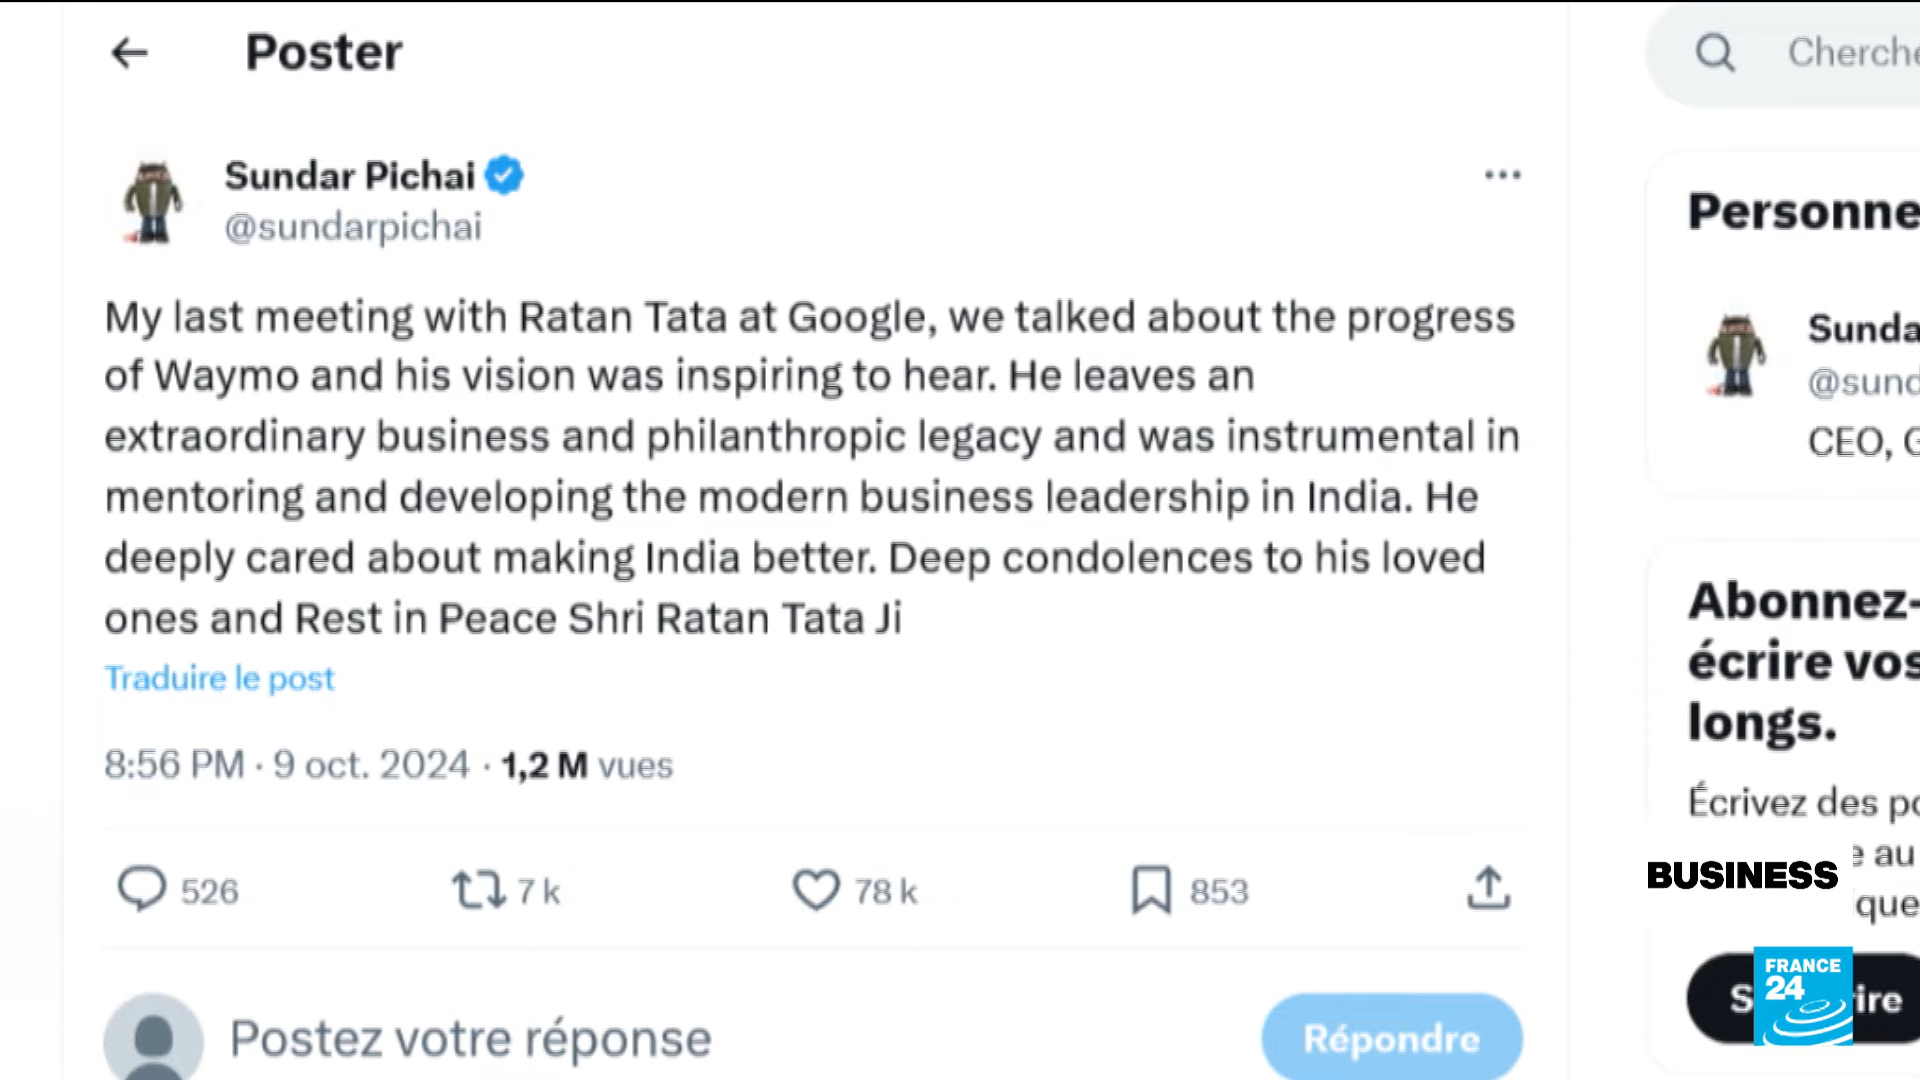 Poster
Sundar Pichai
@sundarpichai
My last meeting with Ratan Tata at Google, we talked about the progress
of Waymo and his vision was inspiring to hear. He leaves an
extraordinary business and philanthropic legacy and was instrumental in
mentoring and developing the modern business leadership in India. He
deeply cared about making India better. Deep condolences to his loved
ones and Rest in Peace Shri Ratan Tata Ji
Traduire le post
8:56 PM · 9 oct. 2024 · 1,2 M vues
526 7 k 78 k 853
Postez votre réponse
Répondre
Cherche
Personne
Sunda
@sund
CEO, G
Abonnez-
écrire vos
longs.
Écrivez des po
au
BUSINESS
que
FRANCE
24